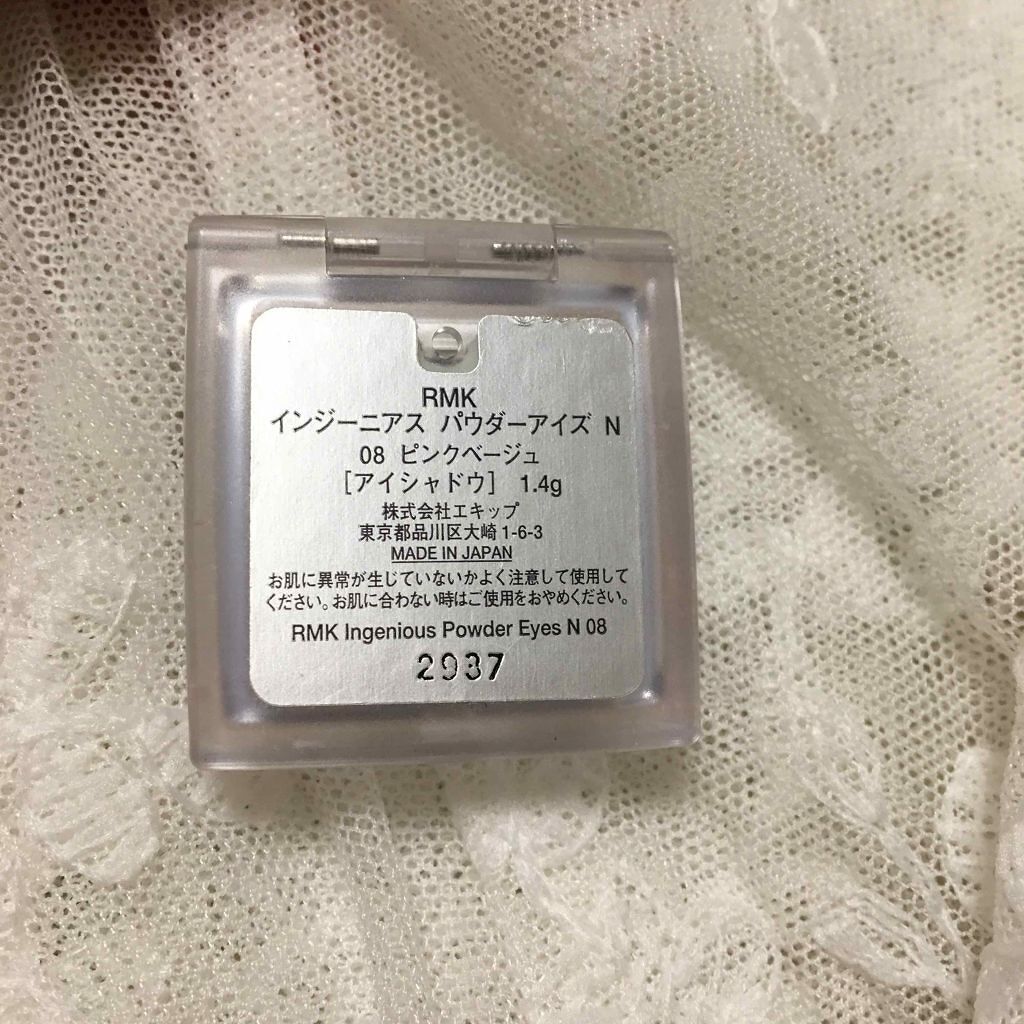 RMK
インジーニアス パウダーアイズ N
08 ピンクベージュ
［アイシャドウ］ 1.4g
株式会社エキップ
東京都品川区大崎1-6-3
MADE IN JAPAN
お肌に異常が生じていないかよく注意して使用して
ください。お肌に合わない時はご使用をおやめください。
RMK Ingenious Powder Eyes N 08
2937